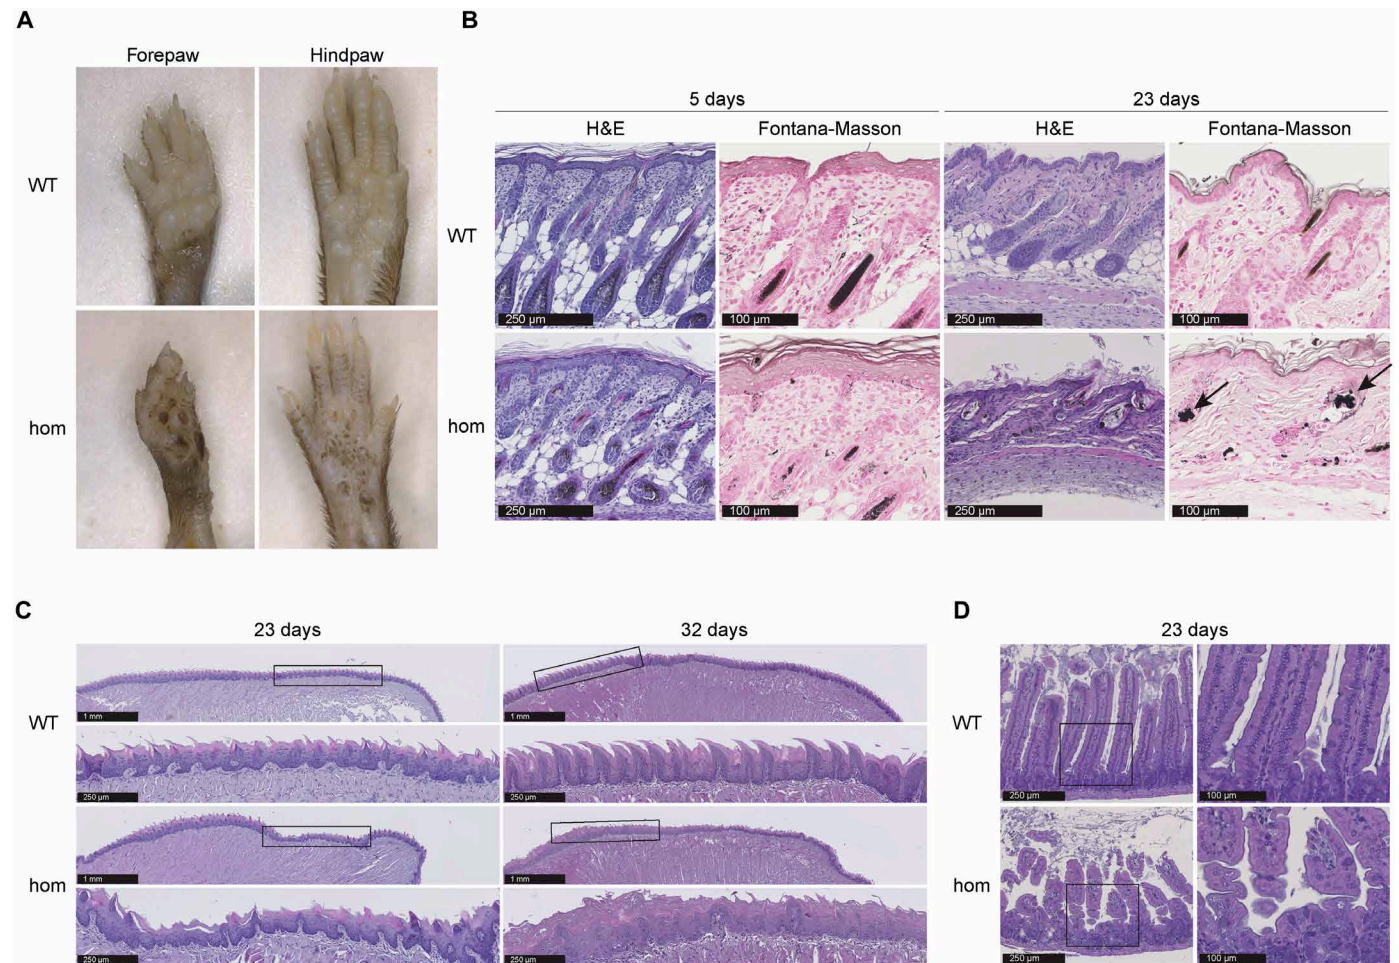 A
Forepaw Hindpaw
WT
hom
B
5 days 23 days
H&E Fontana-Masson H&E Fontana-Masson
WT
250 µm 100 µm 250 µm 100 µm
hom
250 µm 100 µm 250 µm 100 µm
C
23 days 32 days
WT
1 mm 1 mm
250 µm 250 µm
hom
1 mm 1 mm
250 µm 250 µm
D
23 days
WT
250 µm 100 µm
hom
250 µm 100 µm